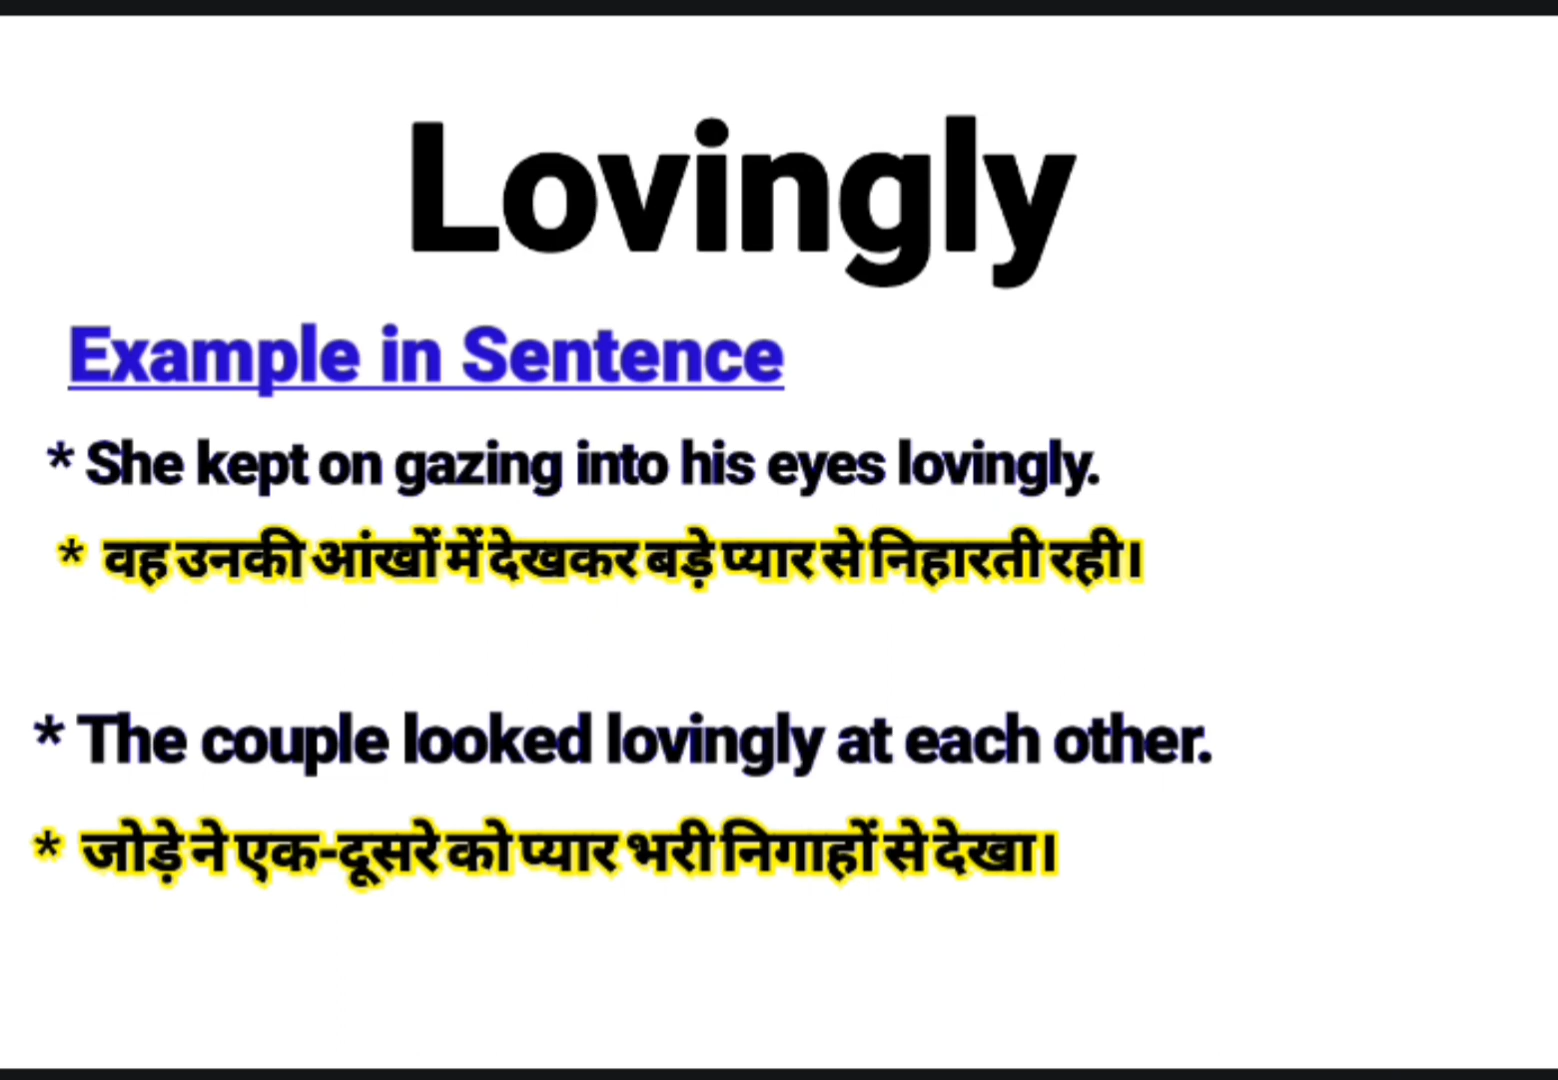 Lovingly
Example in Sentence
* She kept on gazing into his eyes lovingly.
* वह उनकी आंखों में देखकर बड़े प्यार से निहारती रही।
* The couple looked lovingly at each other.
* जोड़े ने एक-दूसरे को प्यार भरी निगाहों से देखा।